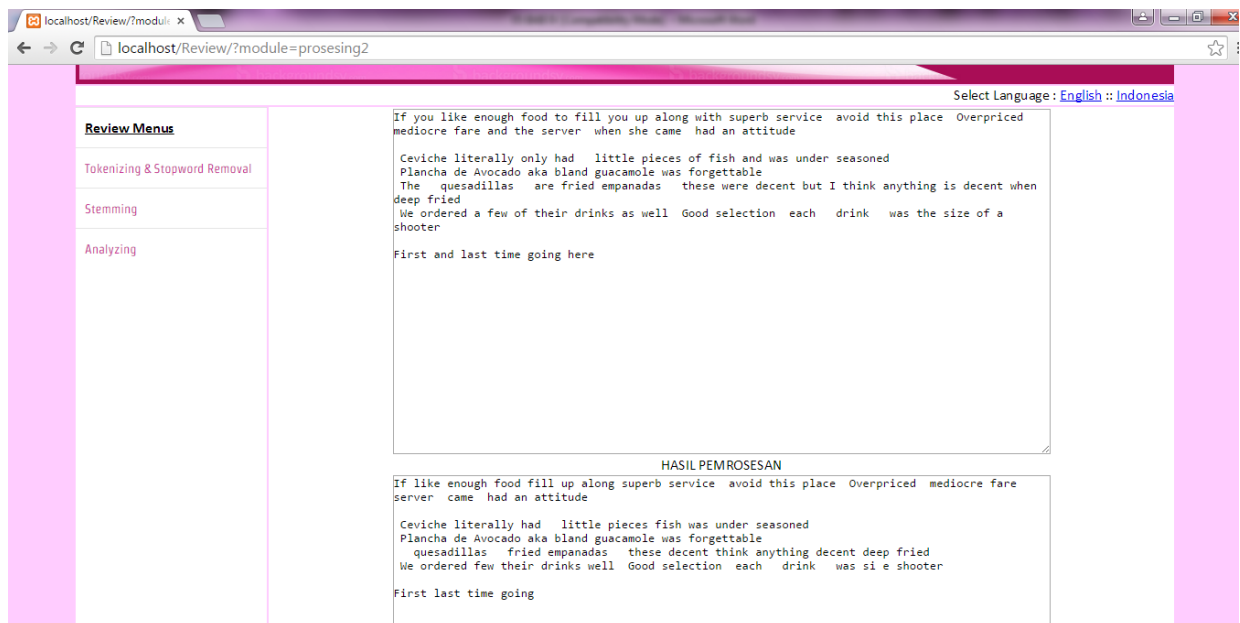 localhost/Review/?module
localhost/Review/?module=prosesing2
Select Language : English :: Indonesia
Review Menus
Tokenizing & Stopword Removal
Stemming
Analyzing
If you like enough food to fill you up along with superb service  avoid this place  Overpriced
mediocre fare and the server  when she came  had an attitude
Ceviche literally only had   little pieces of fish and was under seasoned
Plancha de Avocado aka bland guacamole was forgettable
The   quesadillas   are fried empanadas   these were decent but I think anything is decent when
deep fried
We ordered a few of their drinks as well  Good selection  each   drink   was the size of a
shooter
First and last time going here
HASIL PEMROSESAN
If like enough food fill up along superb service  avoid this place  Overpriced  mediocre fare
server  came  had an attitude
Ceviche literally had   little pieces fish was under seasoned
Plancha de Avocado aka bland guacamole was forgettable
quesadillas   fried empanadas   these decent think anything decent deep fried
We ordered few their drinks well  Good selection  each   drink   was si e shooter
First last time going